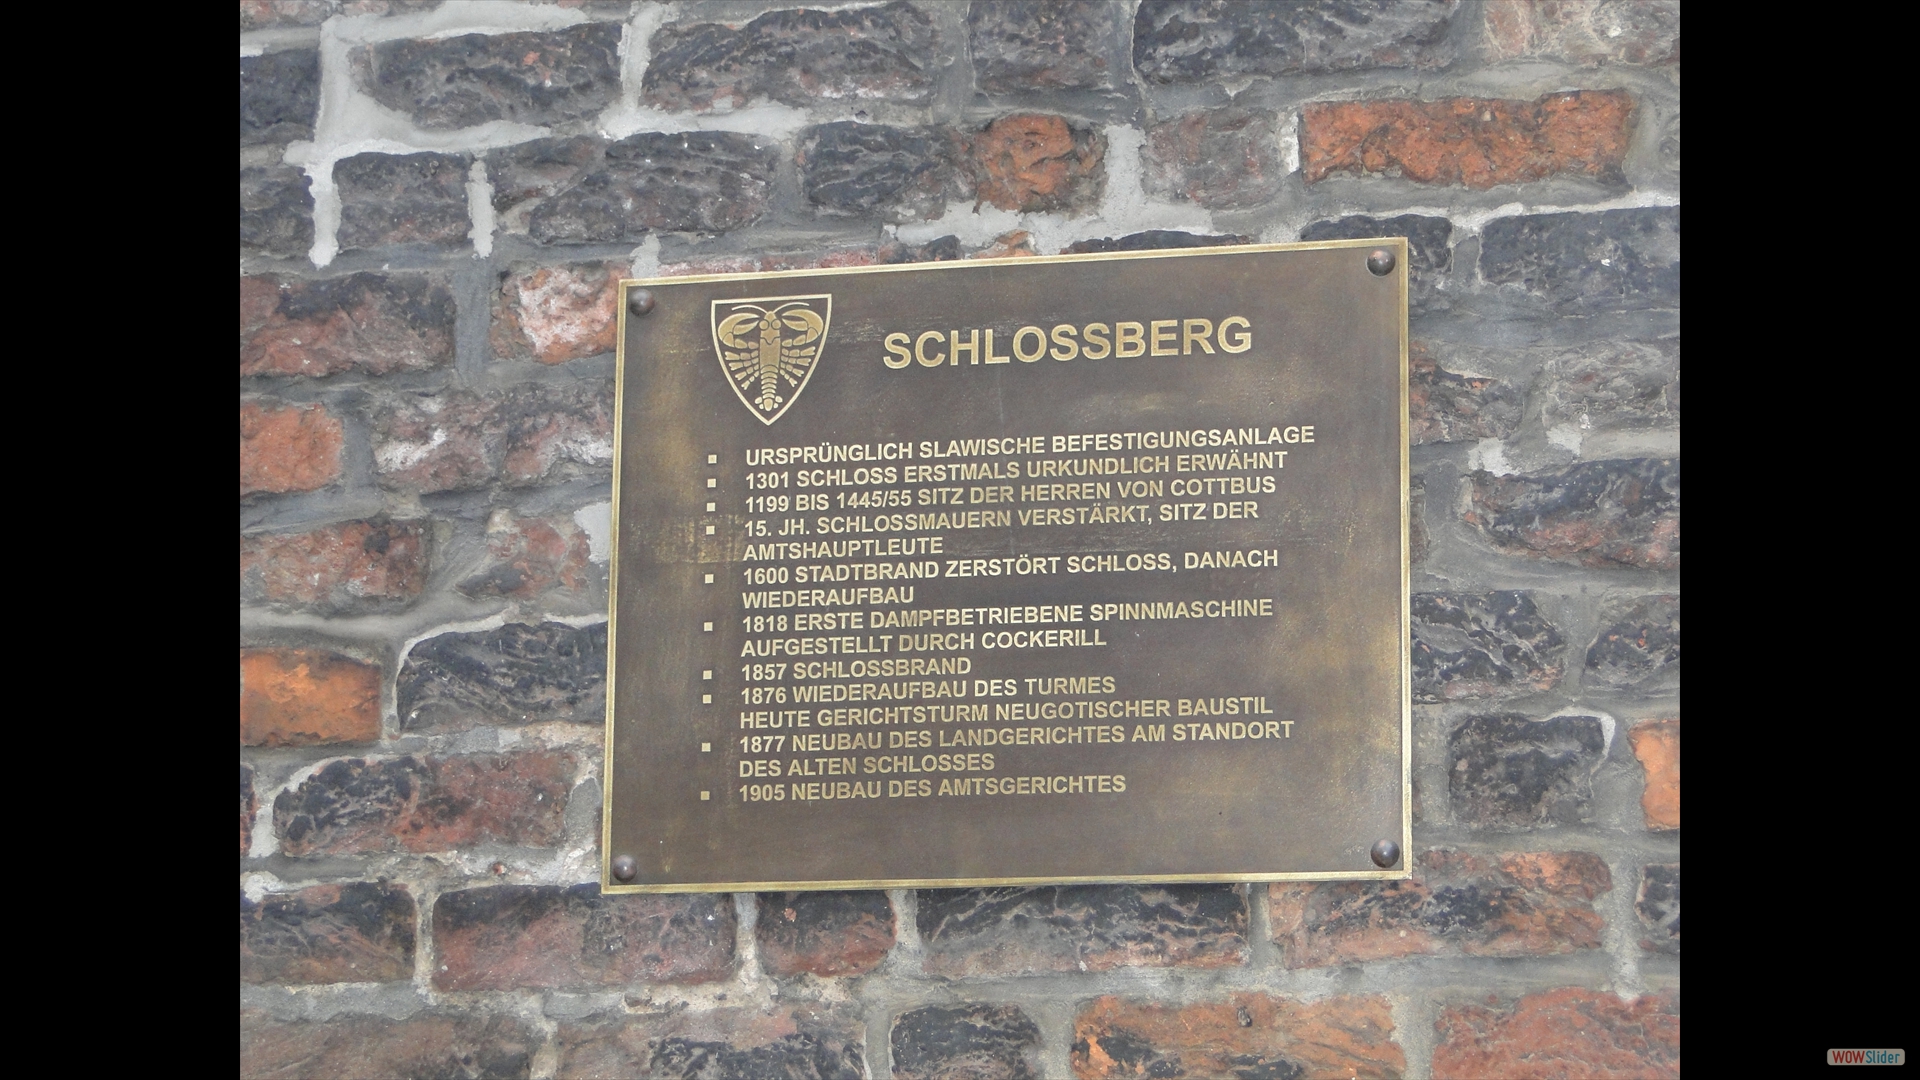 SCHLOSSBERG
▪ URSPRÜNGLICH SLAWISCHE BEFESTIGUNGSANLAGE
▪ 1301 SCHLOSS ERSTMALS URKUNDLICH ERWÄHNT
▪ 1199 BIS 1445/55 SITZ DER HERREN VON COTTBUS
▪ 15. JH. SCHLOSSMAUERN VERSTÄRKT, SITZ DER
AMTSHAUPTLEUTE
▪ 1600 STADTBRAND ZERSTÖRT SCHLOSS, DANACH
WIEDERAUFBAU
▪ 1818 ERSTE DAMPFBETRIEBENE SPINNMASCHINE
AUFGESTELLT DURCH COCKERILL
▪ 1857 SCHLOSSBRAND
▪ 1876 WIEDERAUFBAU DES TURMES
HEUTE GERICHTSTURM NEUGOTISCHER BAUSTIL
▪ 1877 NEUBAU DES LANDGERICHTES AM STANDORT
DES ALTEN SCHLOSSES
▪ 1905 NEUBAU DES AMTSGERICHTES
WOWSlider